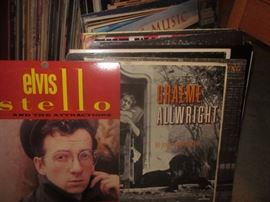 MUSIC
elvis
stello
AND THE ATTRACTIONS
GRAEME
ALLWRIGHT